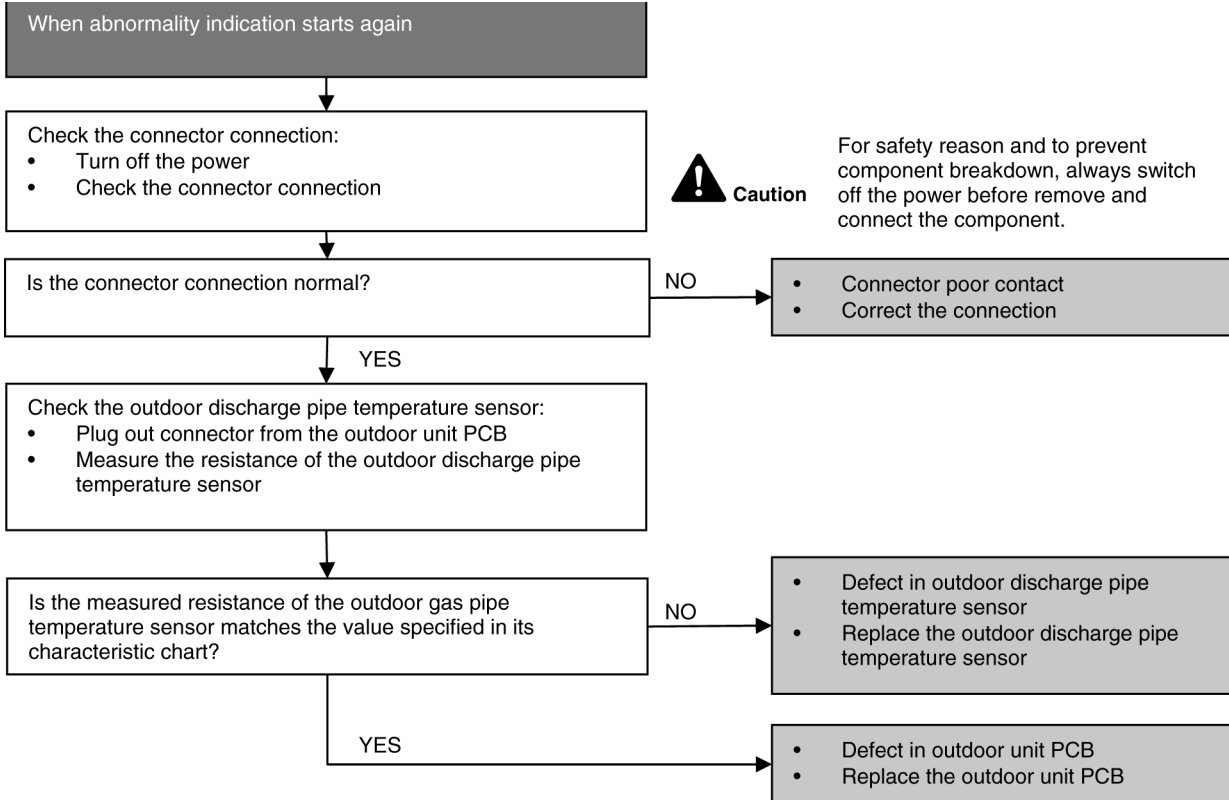 When abnormality indication starts again
Check the connector connection:
• Turn off the power
• Check the connector connection
For safety reason and to prevent
component breakdown, always switch
off the power before remove and
connect the component.
Caution
Is the connector connection normal?
NO
• Connector poor contact
• Correct the connection
YES
Check the outdoor discharge pipe temperature sensor:
• Plug out connector from the outdoor unit PCB
• Measure the resistance of the outdoor discharge pipe
temperature sensor
Is the measured resistance of the outdoor gas pipe
temperature sensor matches the value specified in its
characteristic chart?
NO
• Defect in outdoor discharge pipe
temperature sensor
• Replace the outdoor discharge pipe
temperature sensor
YES
• Defect in outdoor unit PCB
• Replace the outdoor unit PCB